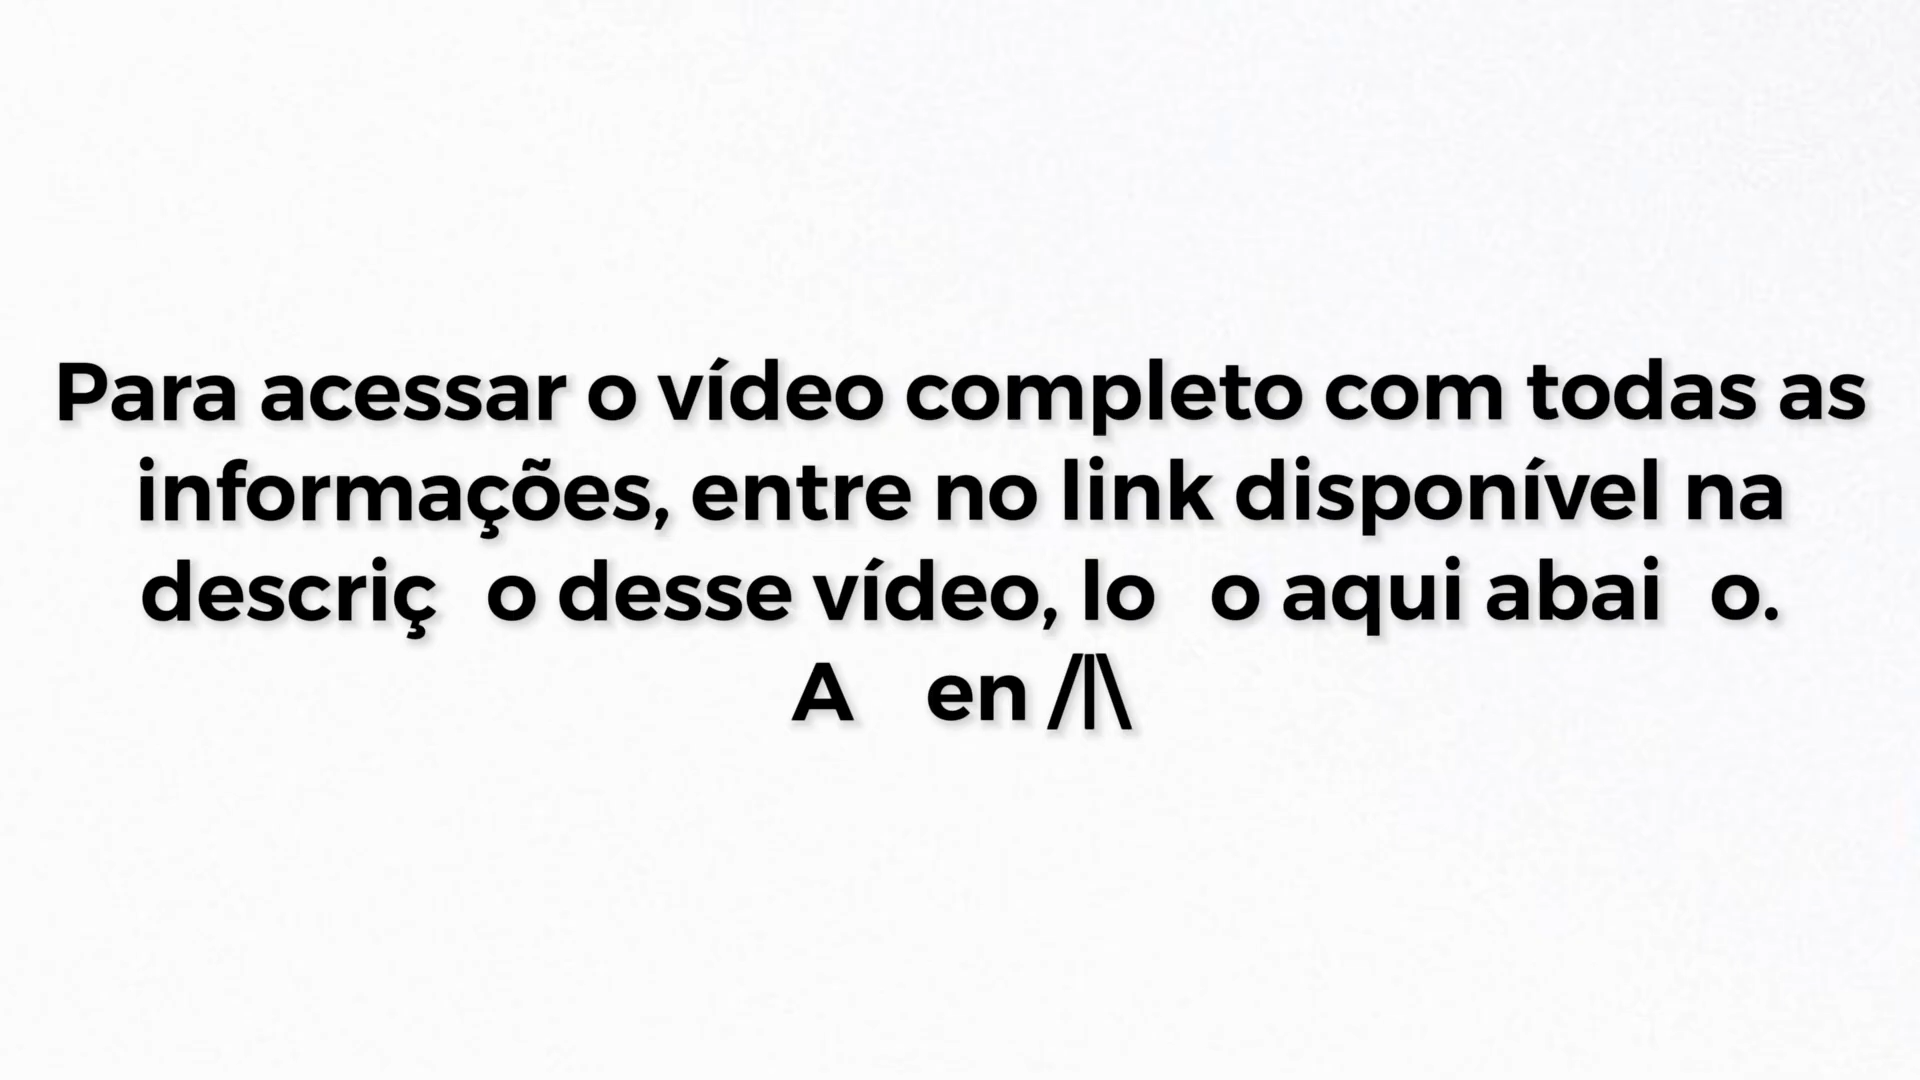 Para acessar o vídeo completo com todas as
informações, entre no link disponível na
descriç o desse vídeo, lo o aqui abai o.
A en /|\